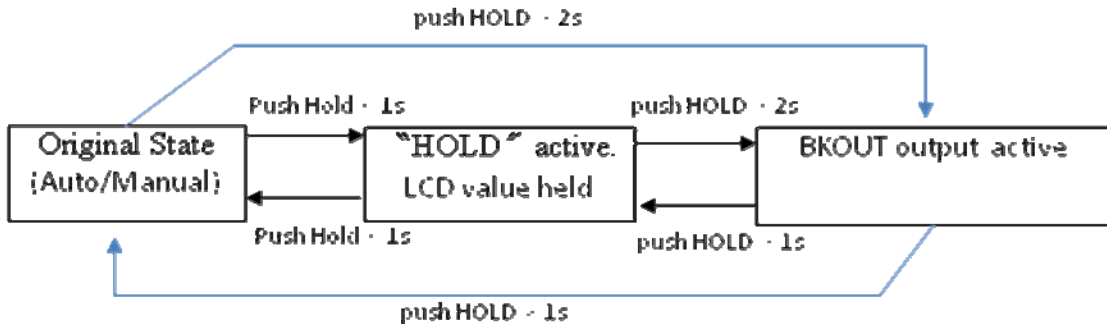 push HOLD · 2s
Push Hold · 1s
push HOLD · 2s
Original State
(Auto/Manual)
"HOLD" active.
LCD value held
BKOUT output active
Push Hold · 1s
push HOLD · 1s
push HOLD · 1s